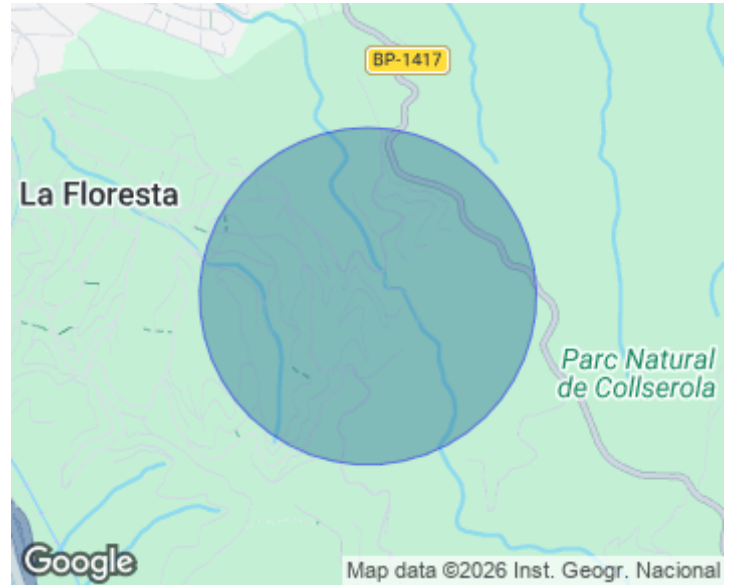 BP-1417
La Floresta
Parc Natural
de Collserola
Google
Map data ©2026 Inst. Geogr. Nacional